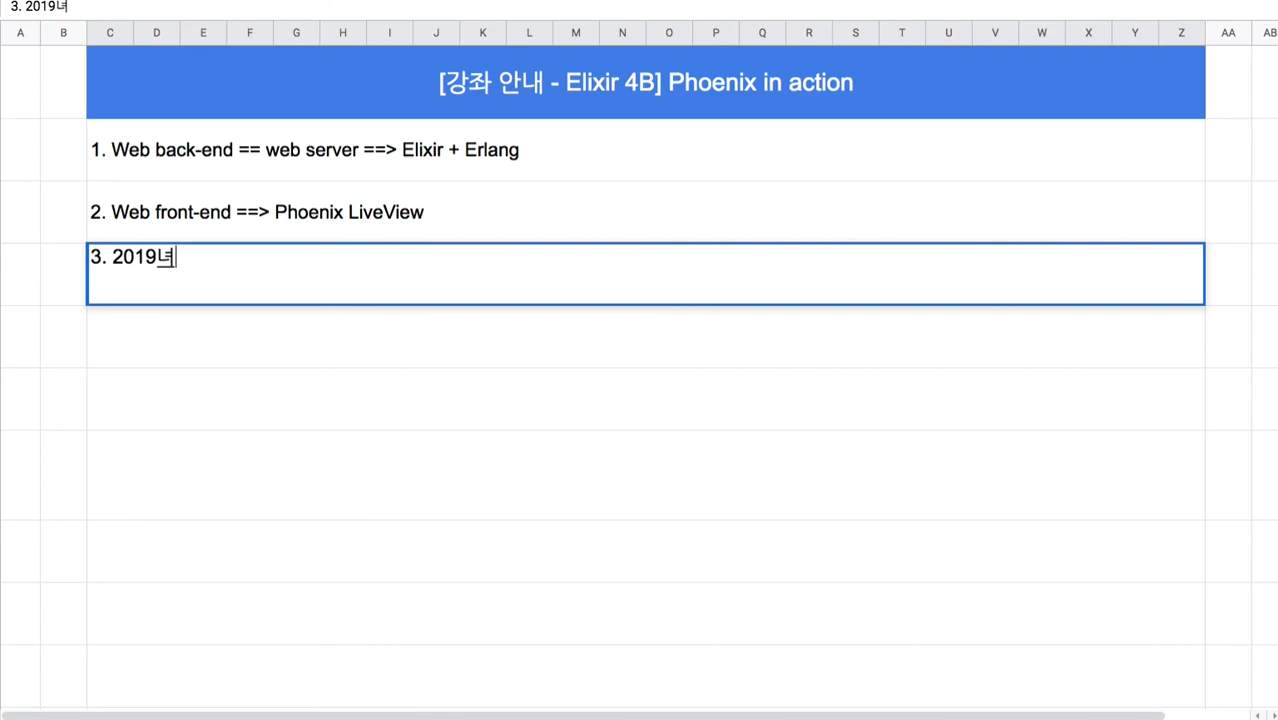 3. 2019녀
A B C D E F G H I J K L M N O P Q R S T U V W X Y Z AA AB
[강좌 안내 - Elixir 4B] Phoenix in action
1. Web back-end == web server ==> Elixir + Erlang
2. Web front-end ==> Phoenix LiveView
3. 2019녀